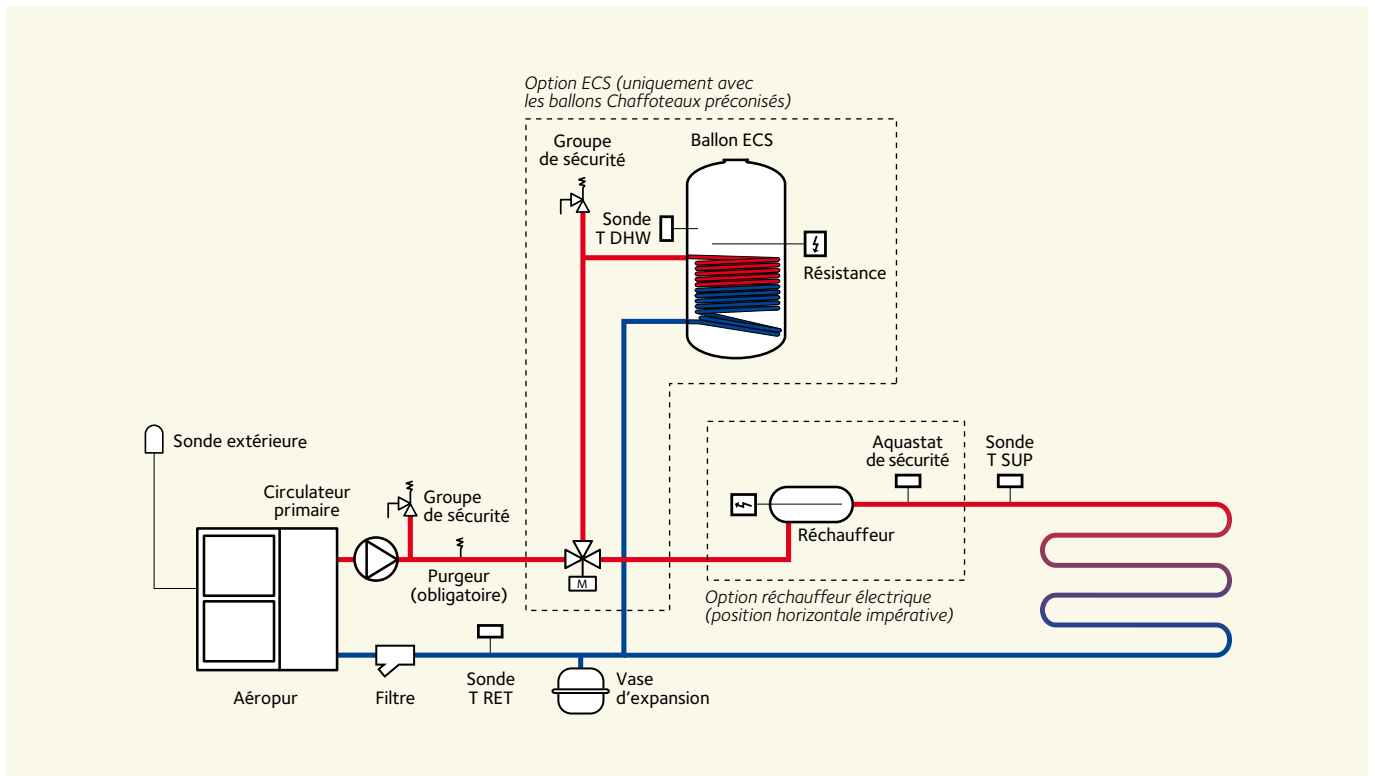 Option ECS (uniquement avec
les ballons Chaffoteaux préconisés)
Groupe
de sécurité
Ballon ECS
Sonde
T DHW
Résistance
Sonde extérieure
Circulateur
primaire
Groupe
de sécurité
Aquastat
de sécurité
Sonde
T SUP
Réchauffeur
Purgeur
(obligatoire)
M
Option réchauffeur électrique
(position horizontale impérative)
Aéropur
Filtre
Sonde
T RET
Vase
d'expansion